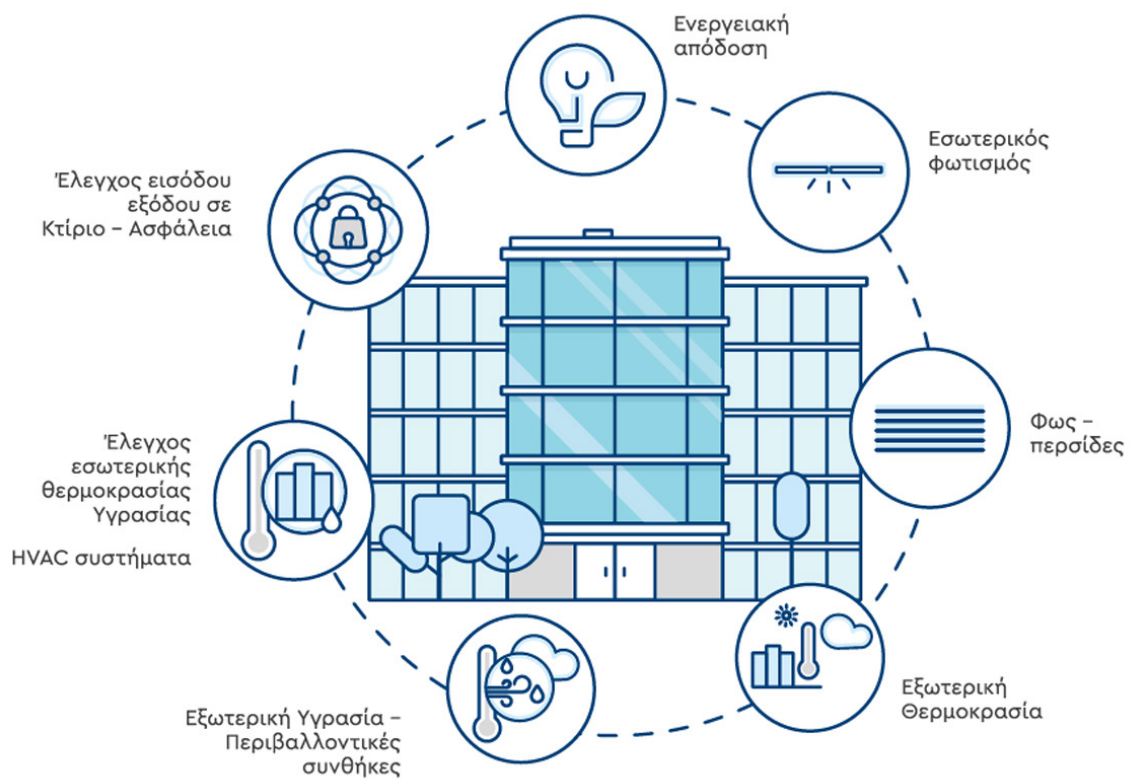 Ενεργειακή
απόδοση
Εσωτερικός
φωτισμός
Έλεγχος εισόδου
εξόδου σε
Κτίριο – Ασφάλεια
Φως –
περσίδες
Έλεγχος
εσωτερικής
θερμοκρασίας
Υγρασίας
HVAC συστήματα
Εξωτερική
Θερμοκρασία
Εξωτερική Υγρασία –
Περιβαλλοντικές
συνθήκες